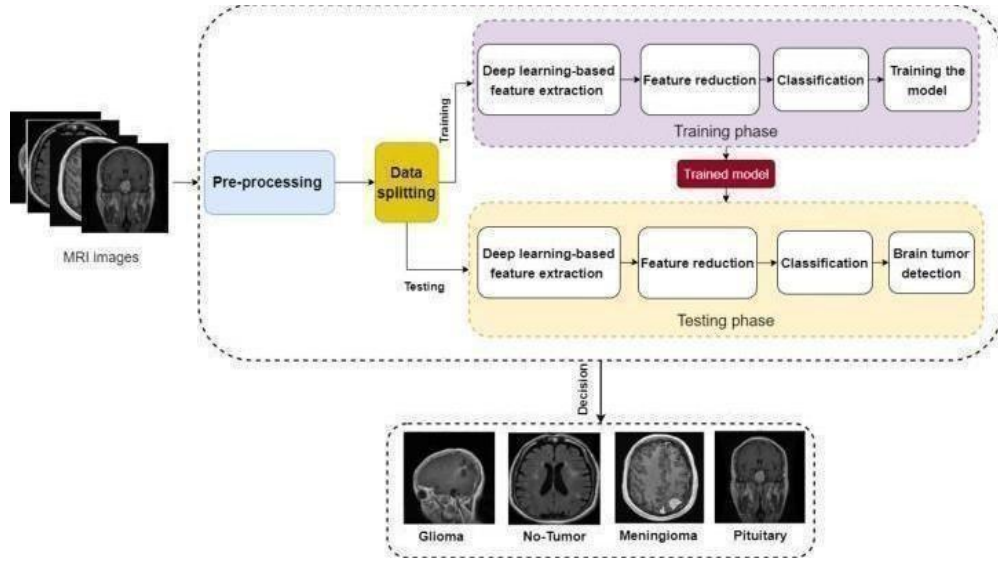 MRI images
Pre-processing
Data
splitting
Training
Testing
Deep learning-based
feature extraction
Feature reduction
Classification
Training the
model
Training phase
Trained model
Deep learning-based
feature extraction
Feature reduction
Classification
Brain tumor
detection
Testing phase
Decision
Glioma
No-Tumor
Meningioma
Pituitary